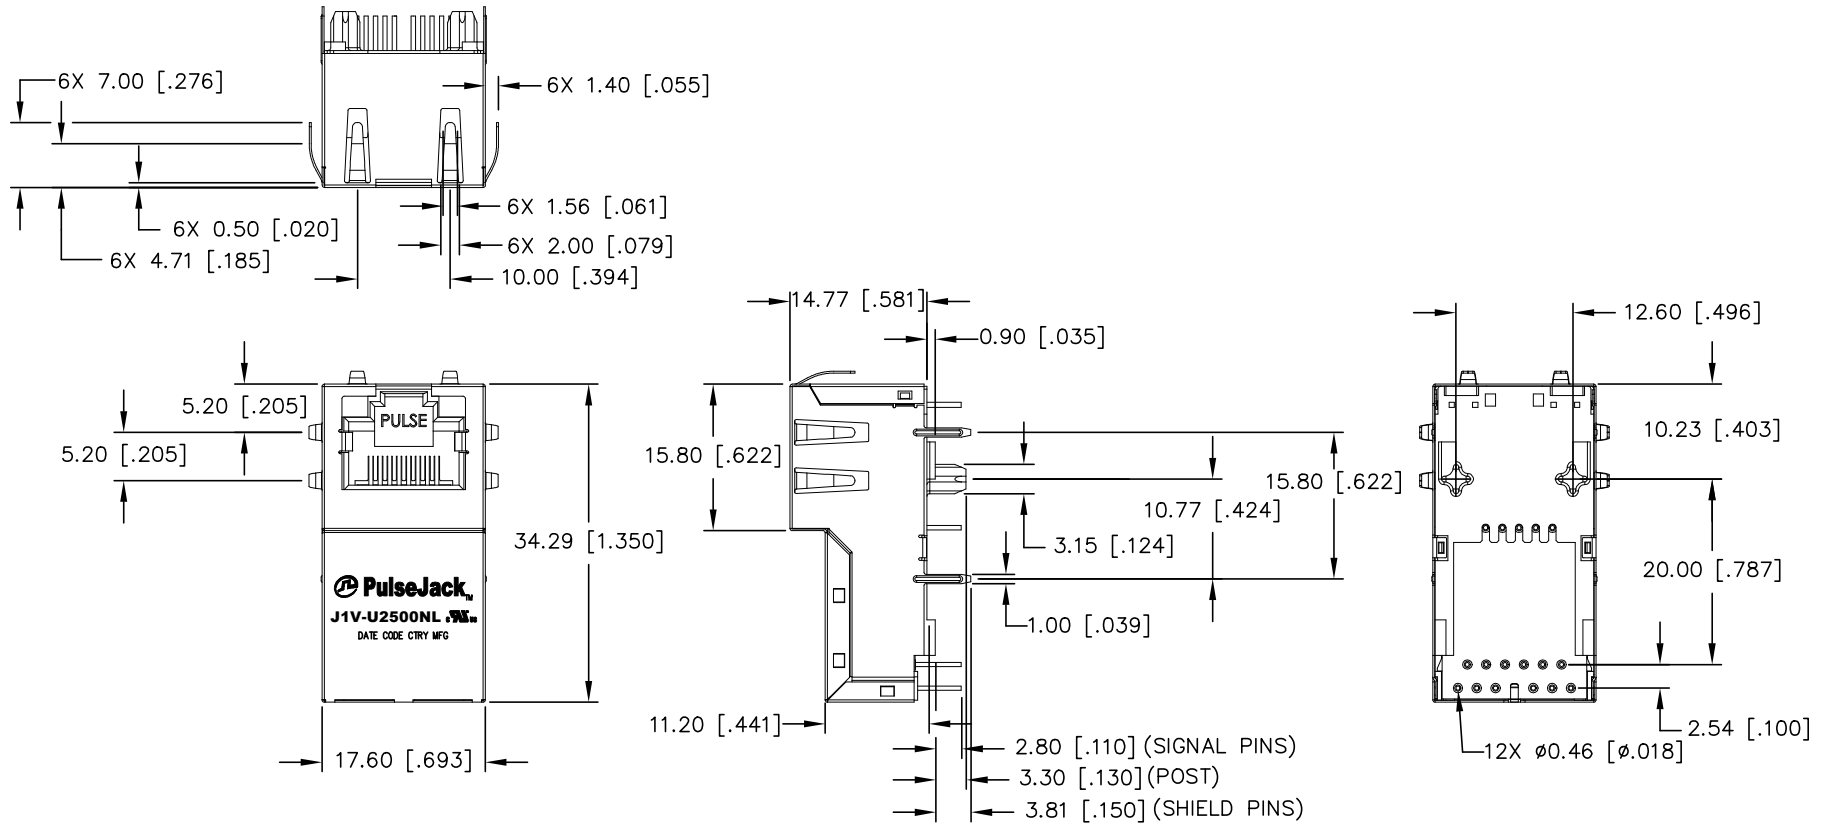 6X 7.00 [.276]
6X 1.40 [.055]
6X 1.56 [.061]
6X 0.50 [.020]
6X 2.00 [.079]
6X 4.71 [.185]
10.00 [.394]
14.77 [.581]
12.60 [.496]
0.90 [.035]
5.20 [.205]
PULSE
10.23 [.403]
5.20 [.205]
15.80 [.622]
15.80 [.622]
10.77 [.424]
34.29 [1.350]
3.15 [.124]
20.00 [.787]
PulseJack™
J1V-U2500NL
DATE CODE CTRY MFG
1.00 [.039]
11.20 [.441]
2.54 [.100]
2.80 [.110] (SIGNAL PINS)
12X ø0.46 [ø.018]
17.60 [.693]
3.30 [.130] (POST)
3.81 [.150] (SHIELD PINS)